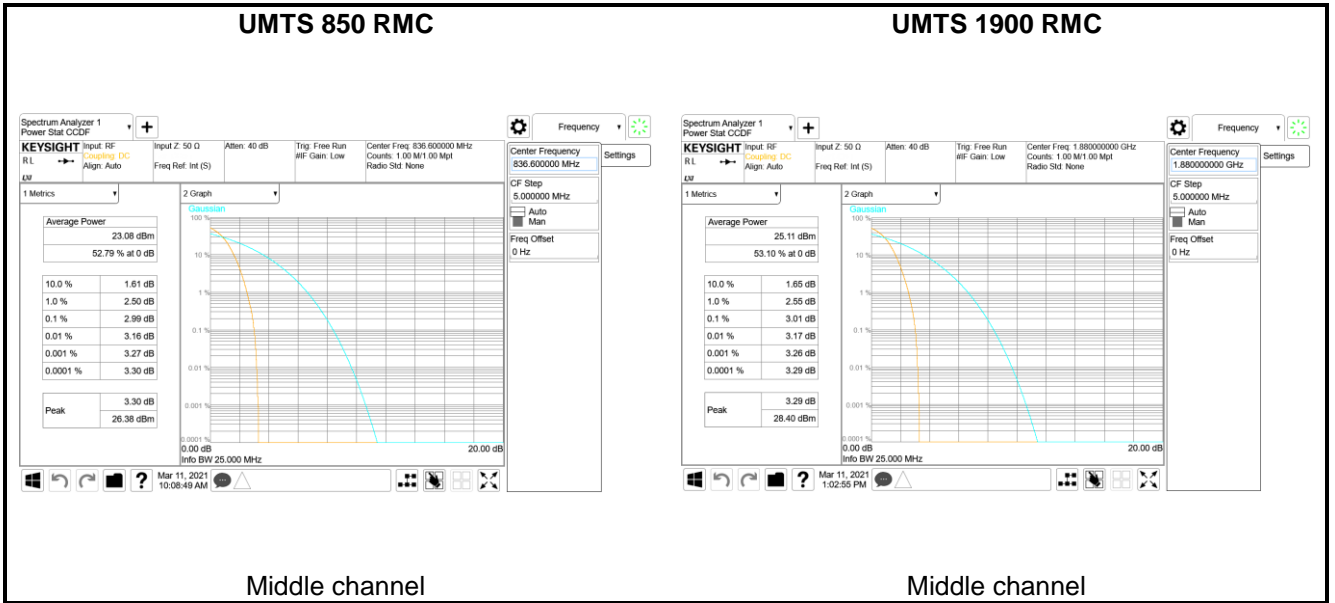 UMTS 850 RMC
Spectrum Analyzer 1
Power Stat CCDF
Frequency
KEYSIGHT
RL
LXI
Input: RF
Coupling: DC
Align: Auto
Input Z: 50 Ω
Freq Ref: Int (S)
Atten: 40 dB
Trig: Free Run
#IF Gain: Low
Center Freq: 836.600000 MHz
Counts: 1.00 M/1.00 Mpt
Radio Std: None
Center Frequency
836.600000 MHz
Settings
CF Step
5.000000 MHz
Auto
Man
Freq Offset
0 Hz
1 Metrics
Average Power
23.08 dBm
52.79 % at 0 dB
10.0 % 1.61 dB
1.0 % 2.50 dB
0.1 % 2.99 dB
0.01 % 3.16 dB
0.001 % 3.27 dB
0.0001 % 3.30 dB
Peak
3.30 dB
26.38 dBm
2 Graph
Gaussian
100 %
10 %
1 %
0.1 %
0.01 %
0.001 %
0.0001 %
0.00 dB 20.00 dB
Info BW 25.000 MHz
?
Mar 11, 2021
10:08:49 AM
Middle channel
UMTS 1900 RMC
Spectrum Analyzer 1
Power Stat CCDF
Frequency
KEYSIGHT
RL
LXI
Input: RF
Coupling: DC
Align: Auto
Input Z: 50 Ω
Freq Ref: Int (S)
Atten: 40 dB
Trig: Free Run
#IF Gain: Low
Center Freq: 1.880000000 GHz
Counts: 1.00 M/1.00 Mpt
Radio Std: None
Center Frequency
1.880000000 GHz
Settings
CF Step
5.000000 MHz
Auto
Man
Freq Offset
0 Hz
1 Metrics
Average Power
25.11 dBm
53.10 % at 0 dB
10.0 % 1.65 dB
1.0 % 2.55 dB
0.1 % 3.01 dB
0.01 % 3.17 dB
0.001 % 3.26 dB
0.0001 % 3.29 dB
Peak
3.29 dB
28.40 dBm
2 Graph
Gaussian
100 %
10 %
1 %
0.1 %
0.01 %
0.001 %
0.0001 %
0.00 dB 20.00 dB
Info BW 25.000 MHz
?
Mar 11, 2021
1:02:55 PM
Middle channel